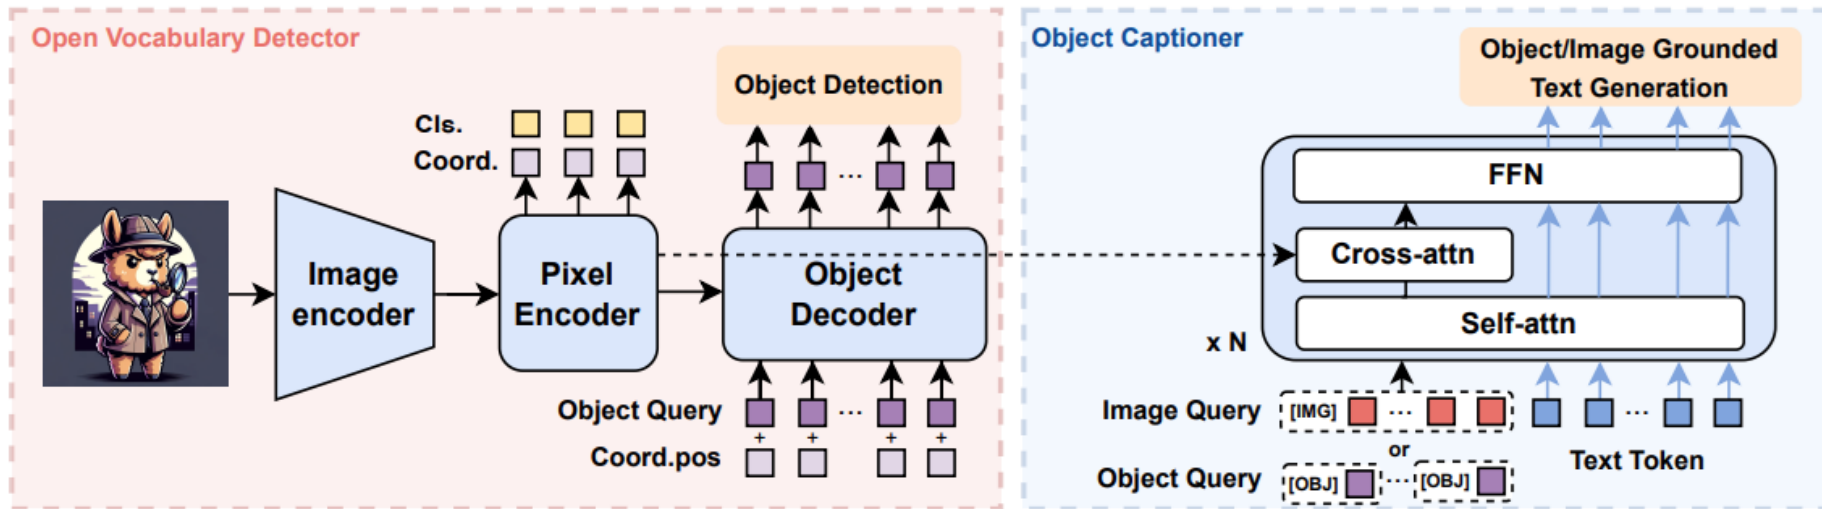 Open Vocabulary Detector
Object Detection
Cls.
Coord.
Image
encoder
Pixel
Encoder
Object
Decoder
Object Query
...
+ + + +
Coord.pos
Object Captioner
Object/Image Grounded
Text Generation
FFN
Cross-attn
Self-attn
x N
Image Query
[IMG] ...
or
Object Query
[OBJ] ... [OBJ]
...
Text Token